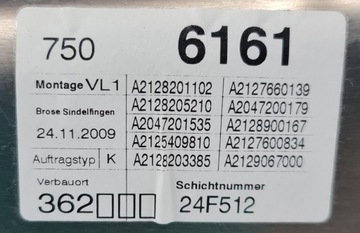 750 6161
Montage VL1 A2128201102 A2127660139
A2128205210 A2047200179
Brose Sindelfingen A2047201535 A2128900167
24.11.2009 A2125409810 A2127600834
Auftragstyp K A2128203385 A2129067000
Verbauort Schichtnummer
362□□□ 24F512